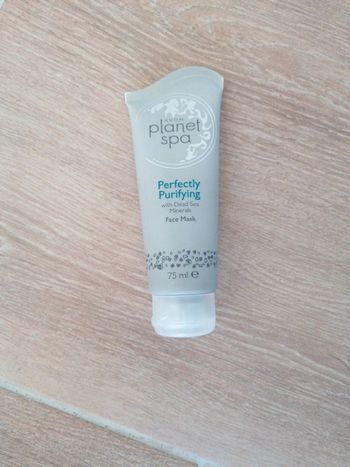 AVON
planet
spa
Perfectly
Purifying
with Dead Sea
Minerals
Face Mask
75 ml ℮